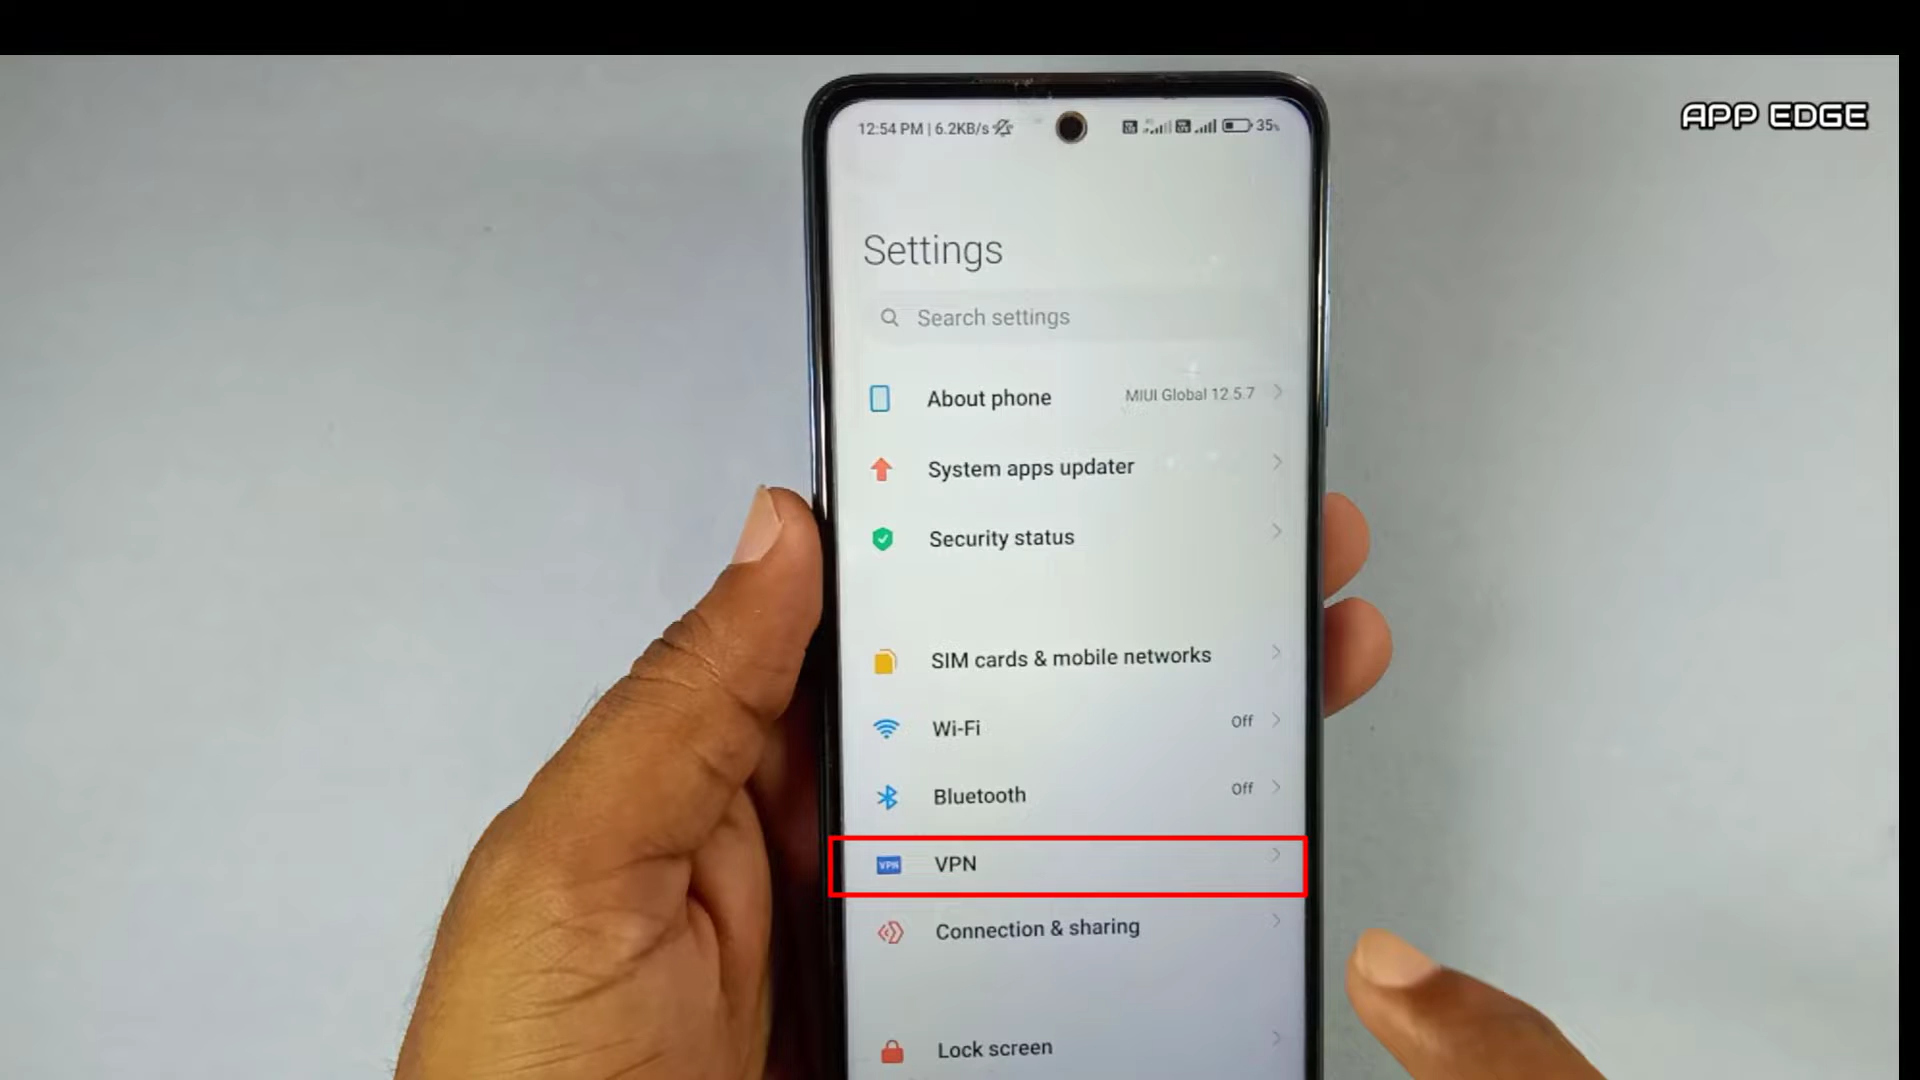 APP EDGE
12:54 PM | 6.2KB/s 35%
Settings
Search settings
About phone MIUI Global 12.5.7
System apps updater
Security status
SIM cards & mobile networks
Wi-Fi Off
Bluetooth Off
VPN VPN
Connection & sharing
Lock screen